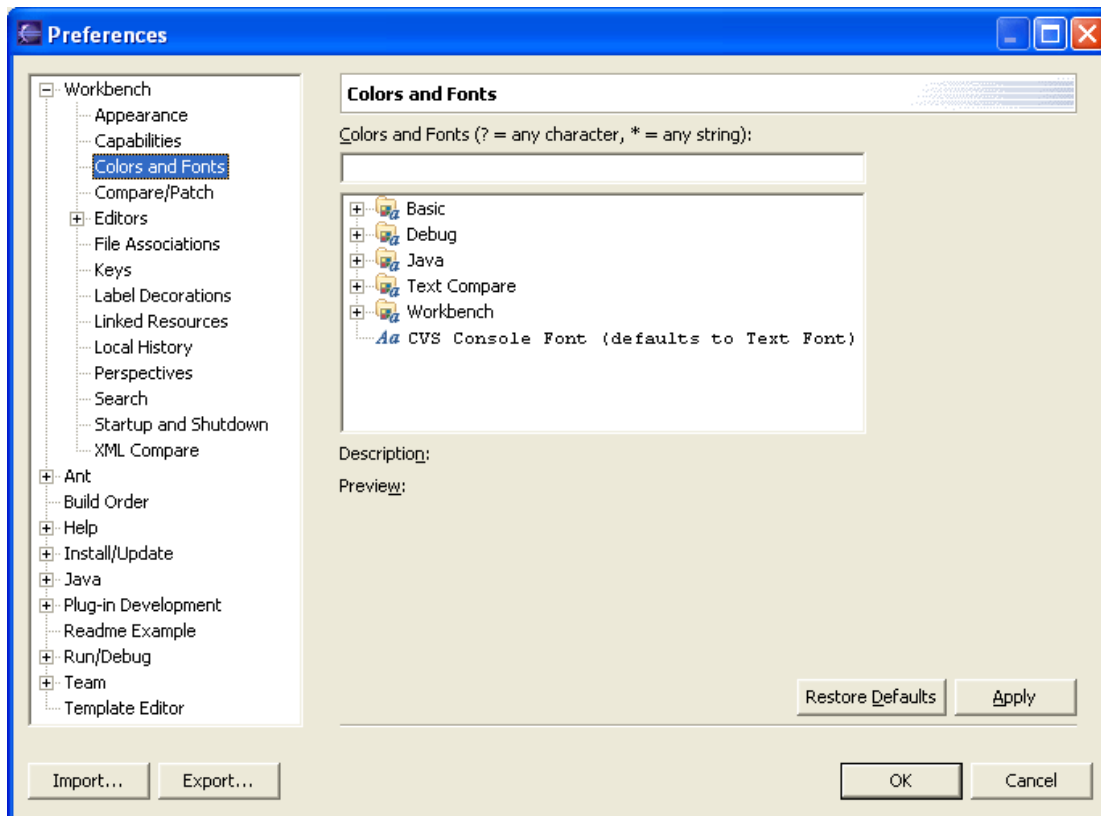 Preferences
Workbench
Appearance
Capabilities
Colors and Fonts
Compare/Patch
Editors
File Associations
Keys
Label Decorations
Linked Resources
Local History
Perspectives
Search
Startup and Shutdown
XML Compare
Ant
Build Order
Help
Install/Update
Java
Plug-in Development
Readme Example
Run/Debug
Team
Template Editor
Colors and Fonts
Colors and Fonts (? = any character, * = any string):
Basic
Debug
Java
Text Compare
Workbench
Aa CVS Console Font (defaults to Text Font)
Description:
Preview:
Restore Defaults
Apply
Import...
Export...
OK
Cancel